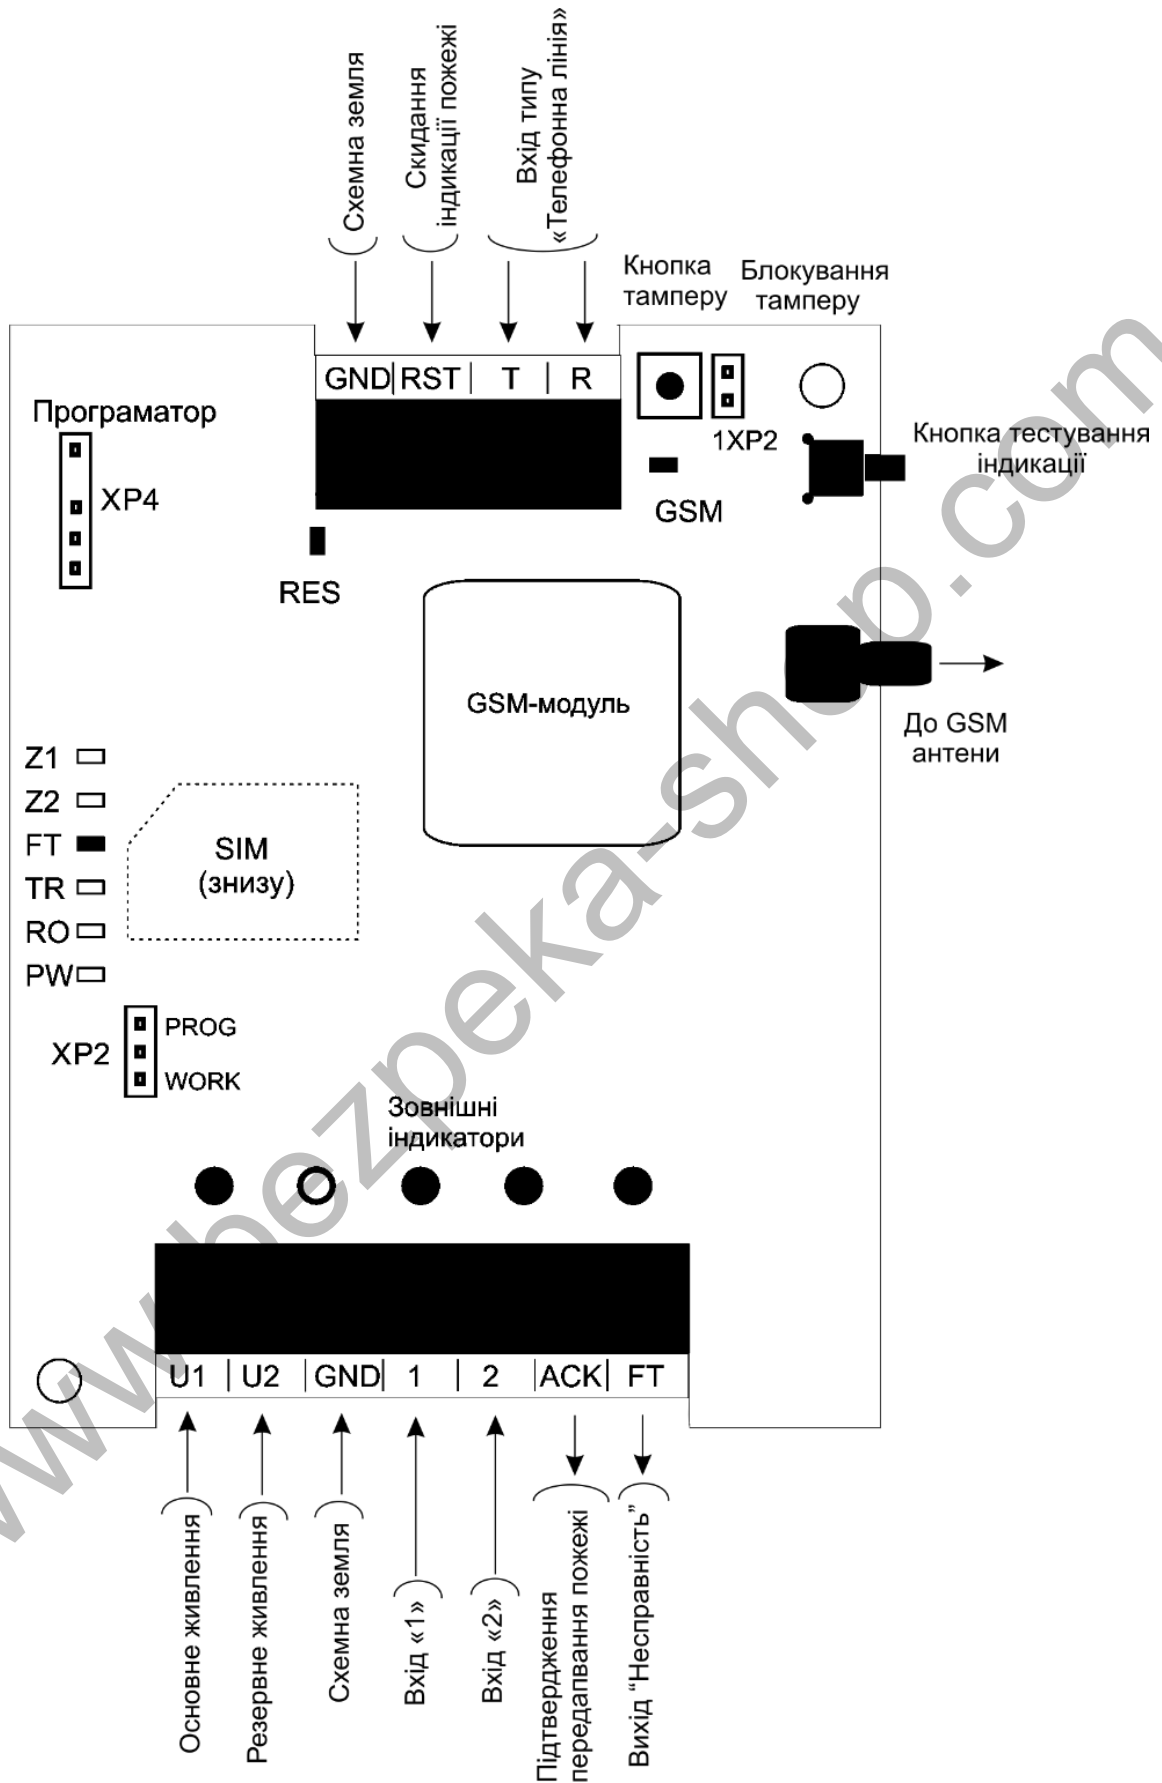 Схемна земля
Скидання
індикації пожежі
Вхід типу
«Телефонна лінія»
Кнопка
тамперу
Блокування
тамперу
GND RST T R
Програматор
1XP2
Кнопка тестування
індикації
XP4
GSM
RES
GSM-модуль
До GSM
антени
Z1
Z2
FT
TR
RO
PW
SIM
(знизу)
XP2
PROG
WORK
Зовнішні
індикатори
U1 U2 GND 1 2 ACK FT
Основне живлення
Резервне живлення
Схемна земля
Вхід «1»
Вхід «2»
Підтвердження
передапвання пожежі
Вихід “Несправність”
www.bezpeka-shop.com